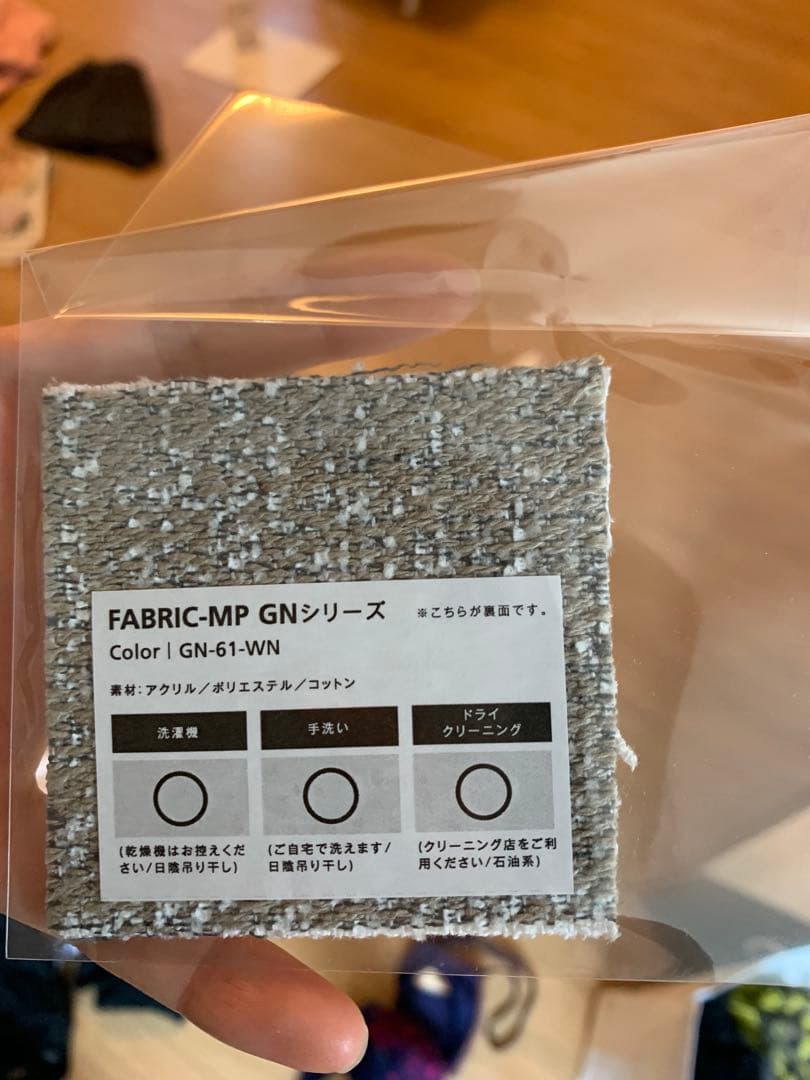 FABRIC-MP GNシリーズ ※こちらが裏面です。
Color | GN-61-WN
素材：アクリル／ポリエステル／コットン
洗濯機
手洗い
ドライ
クリーニング
(乾燥機はお控えくだ
さい/日陰吊り干し)
(ご自宅で洗えます/
日陰吊り干し)
(クリーニング店をご利
用ください/石油系)